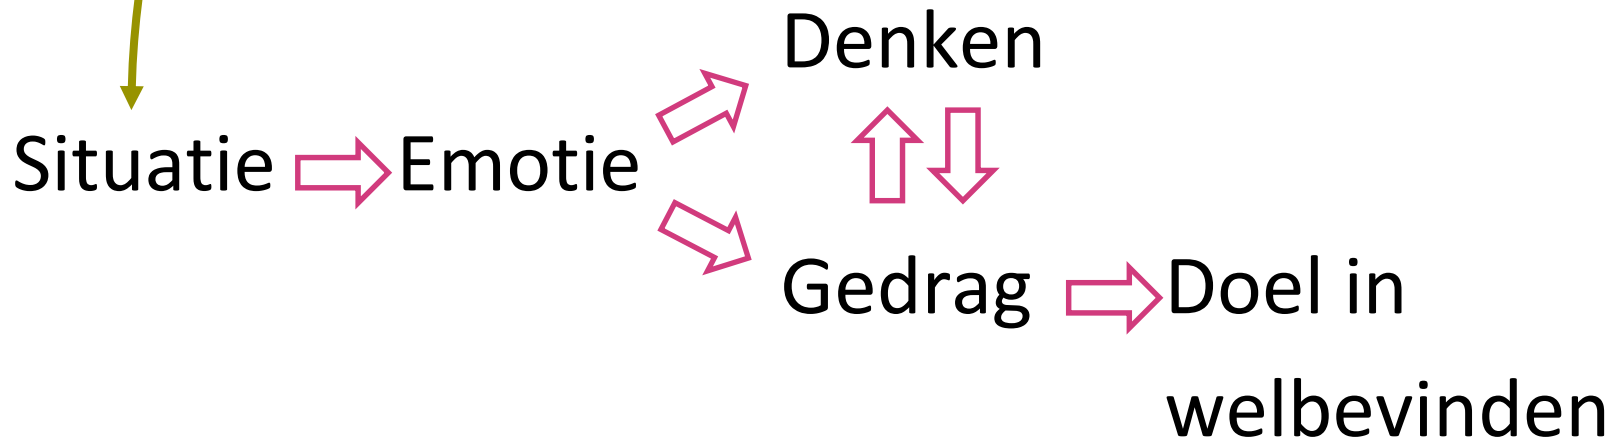 Denken
Situatie
Emotie
Gedrag
Doel in
welbevinden